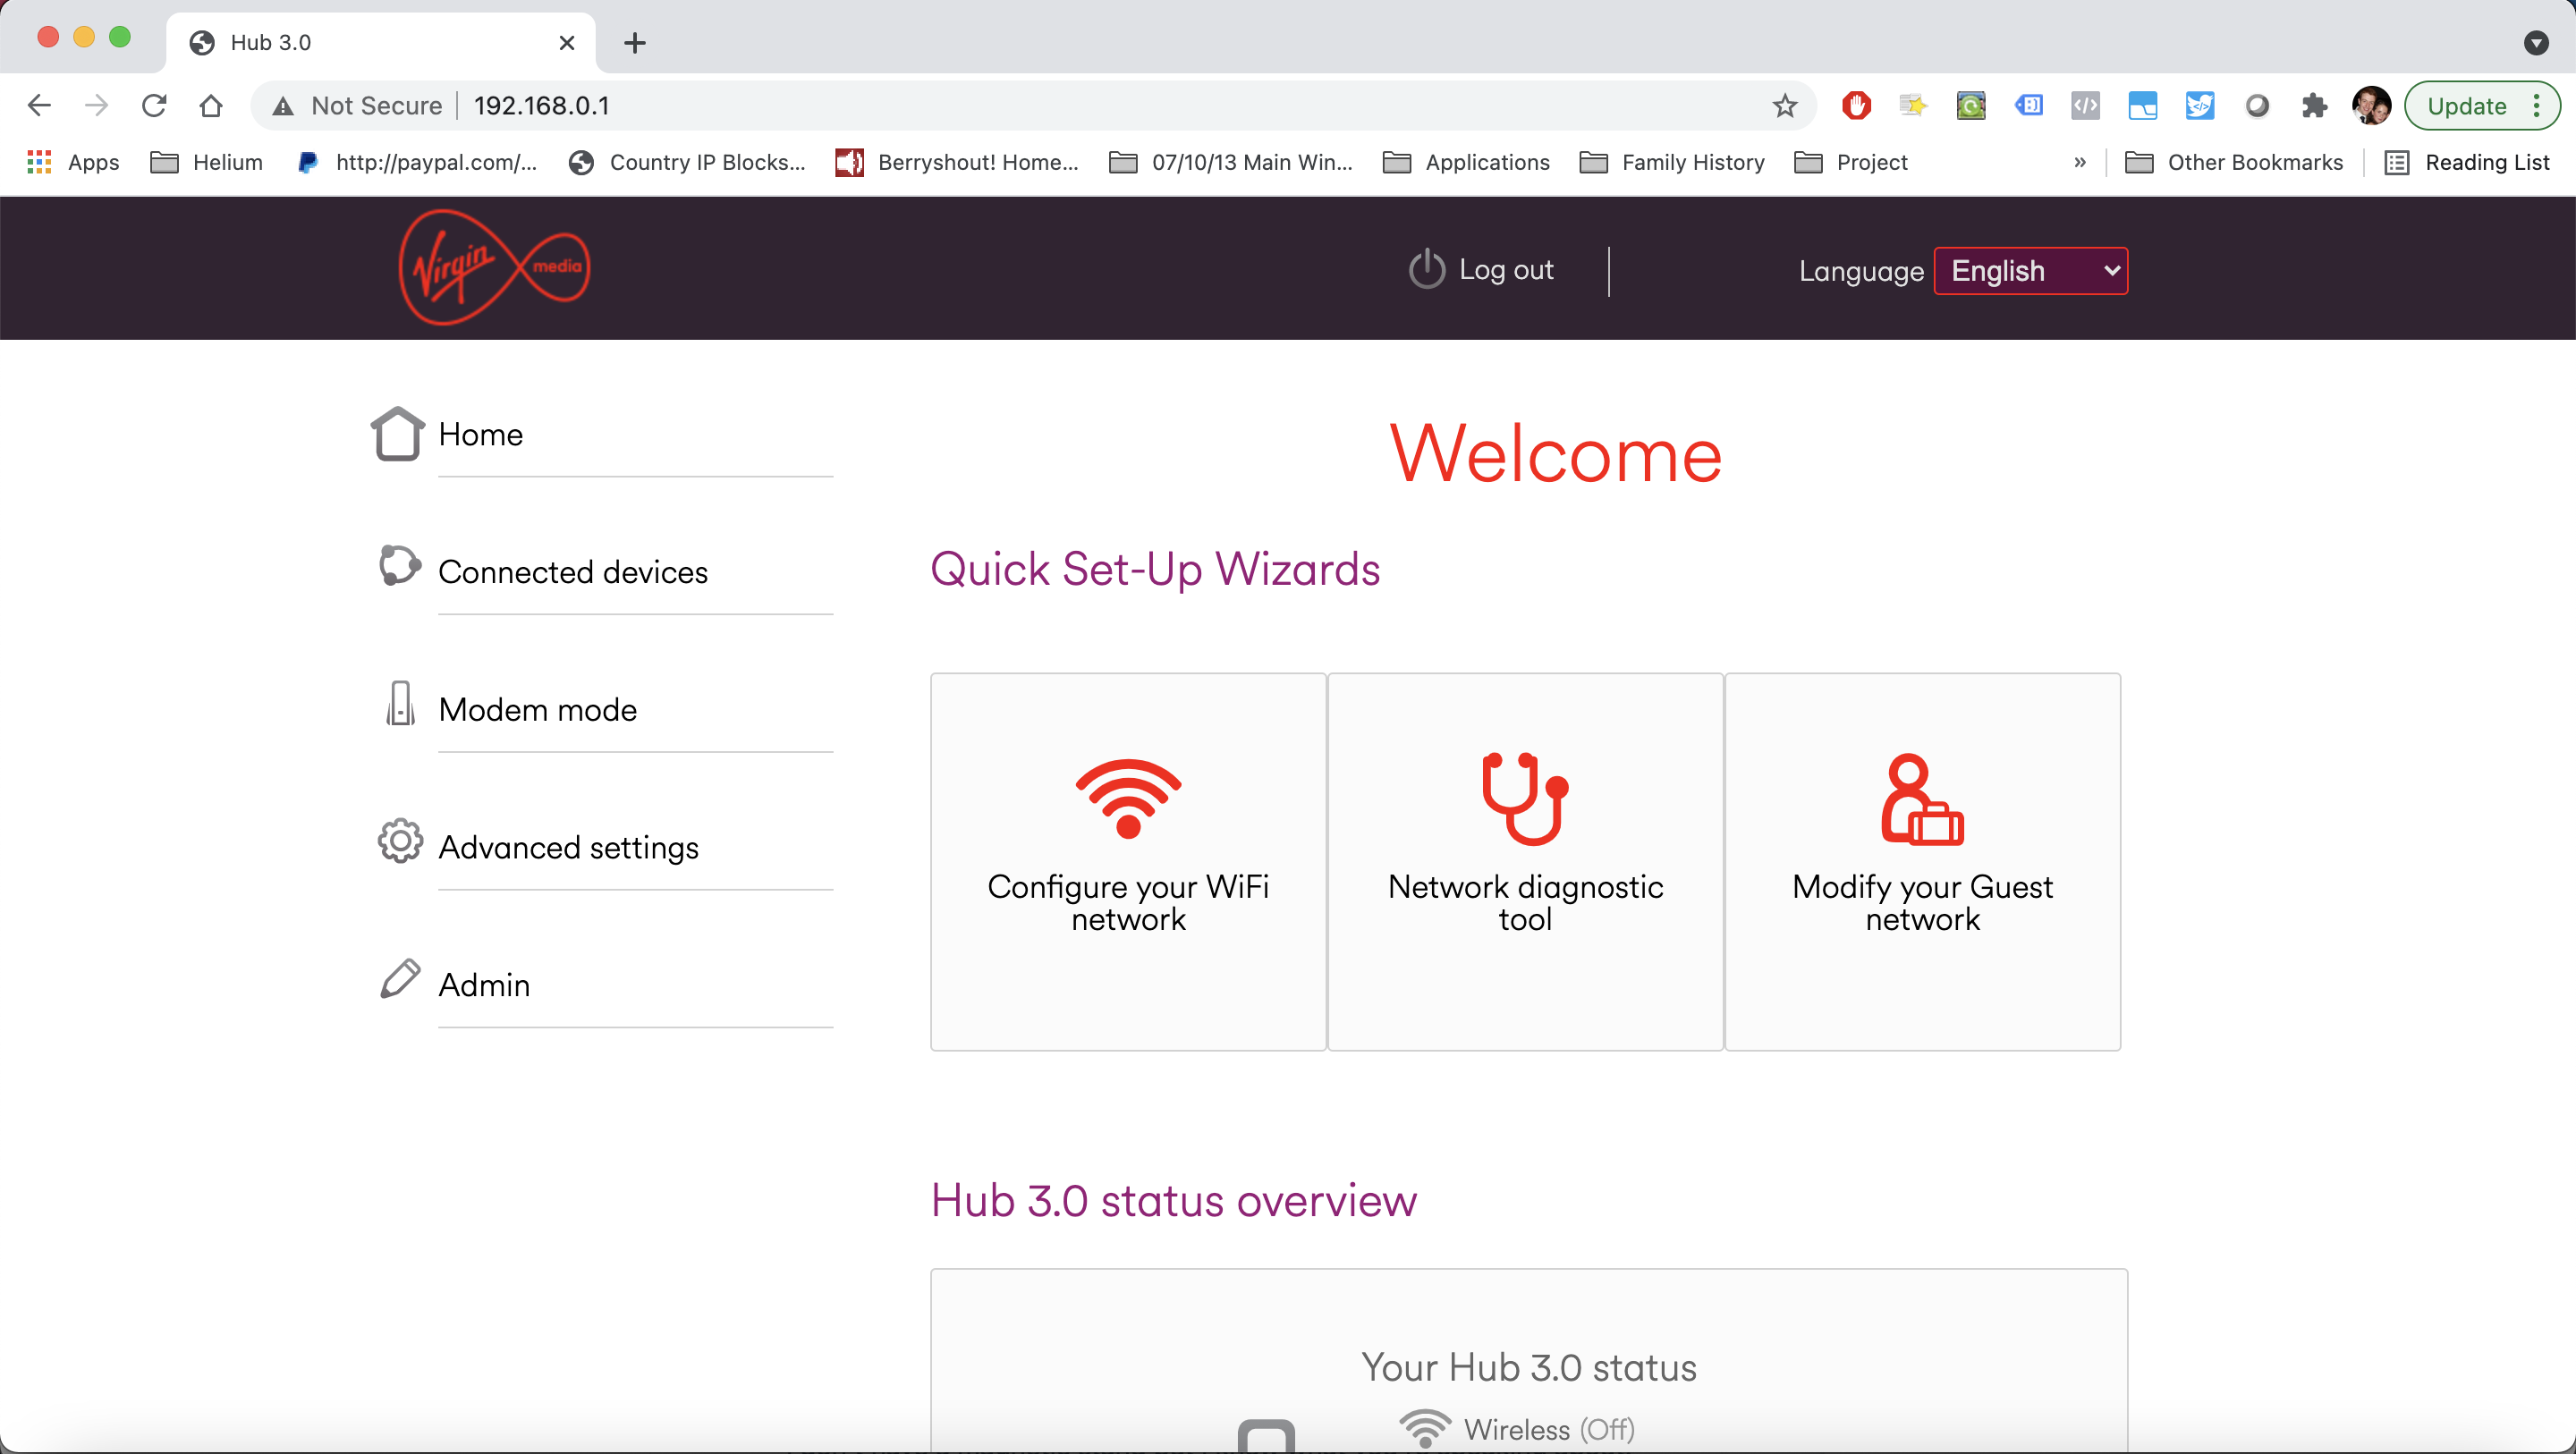 Hub 3.0
Not Secure
192.168.0.1
Update
Apps
Helium
http://paypal.com/...
Country IP Blocks...
Berryshout! Home...
07/10/13 Main Win...
Applications
Family History
Project
»
Other Bookmarks
Reading List
Virgin media
Log out
Language
English
Home
Connected devices
Modem mode
Advanced settings
Admin
Welcome
Quick Set-Up Wizards
Configure your WiFi
network
Network diagnostic
tool
Modify your Guest
network
Hub 3.0 status overview
Your Hub 3.0 status
Wireless (Off)